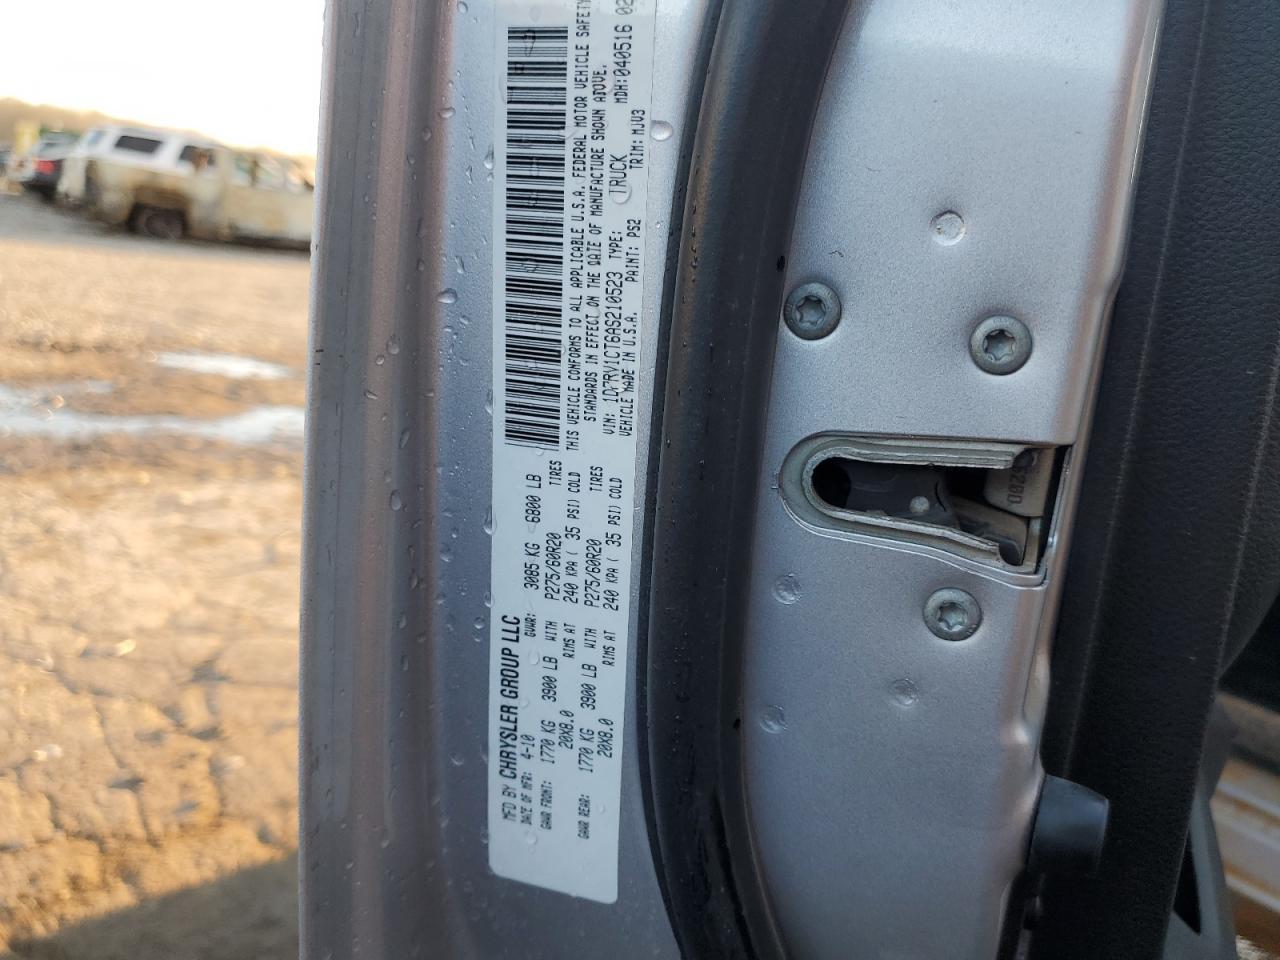 MFD BY CHRYSLER GROUP LLC
DATE OF MFR: 4-10 GVWR: 3085 KG 6800 LB
GAWR FRONT: 1770 KG 3900 LB WITH P275/60R20 TIRES
20X8.0 RIMS AT 240 KPA ( 35 PSI) COLD
GAWR REAR: 1770 KG 3900 LB WITH P275/60R20 TIRES
20X8.0 RIMS AT 240 KPA ( 35 PSI) COLD
THIS VEHICLE CONFORMS TO ALL APPLICABLE U.S.A. FEDERAL MOTOR VEHICLE SAFETY
STANDARDS IN EFFECT ON THE DATE OF MANUFACTURE SHOWN ABOVE.
VIN: 1D7RV1CT6AS210523 TYPE: TRUCK MDH:040516 02
VEHICLE MADE IN U.S.A. PAINT: PS2 TRIM: MJV3